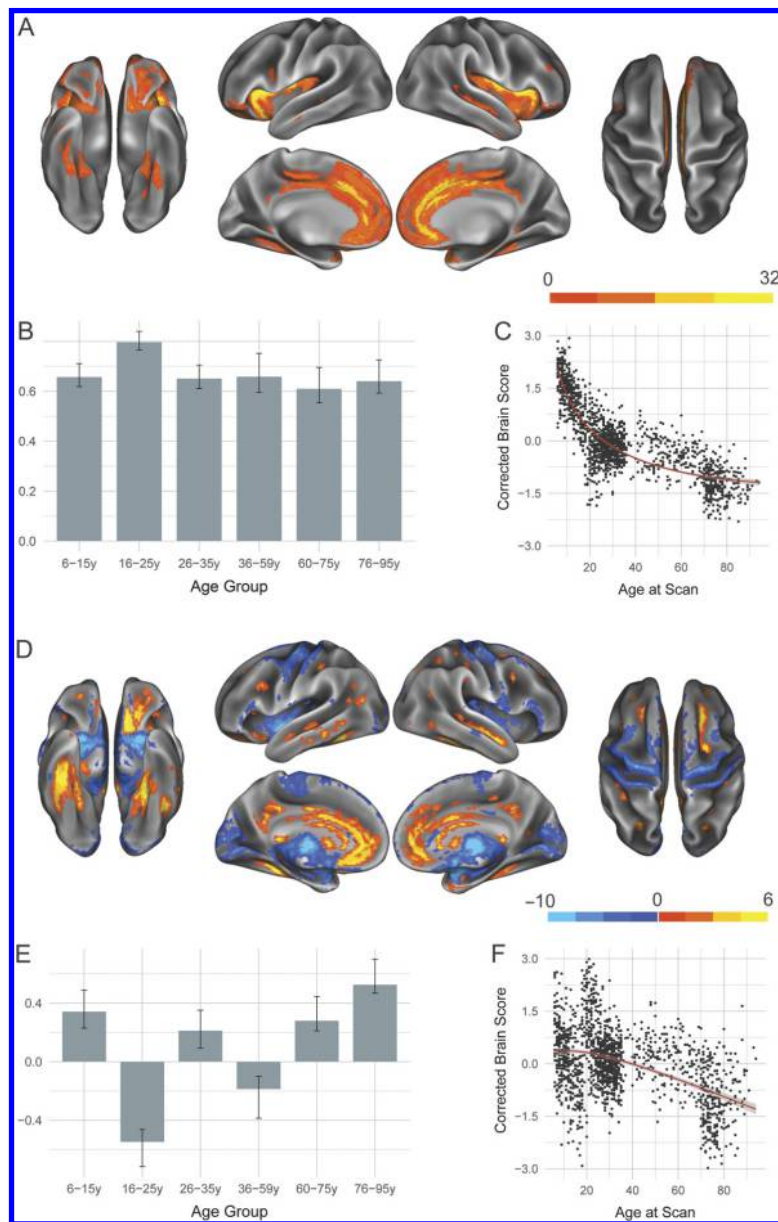 A
0 32
B
0.6
0.4
0.2
0.0
6–15y 16–25y 26–35y 36–59y 60–75y 76–95y
Age Group
C
Corrected Brain Score
3.0
1.5
0.0
−1.5
−3.0
20 40 60 80
Age at Scan
D
−10 0 6
E
0.4
0.0
−0.4
6–15y 16–25y 26–35y 36–59y 60–75y 76–95y
Age Group
F
Corrected Brain Score
3.0
1.5
0.0
−1.5
−3.0
20 40 60 80
Age at Scan